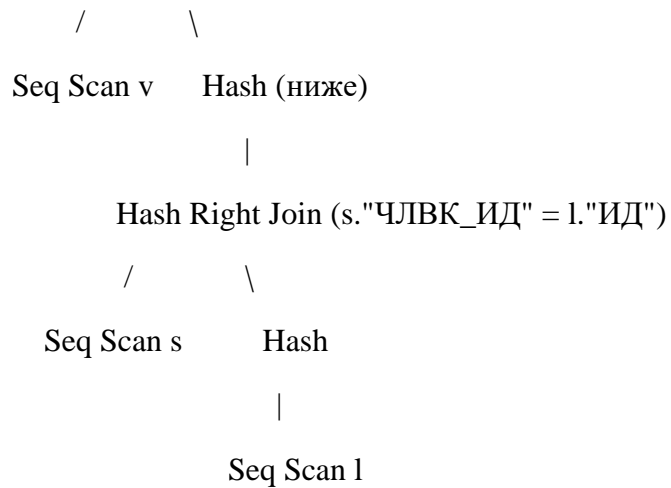 / \
Seq Scan v Hash (ниже)
|
Hash Right Join (s."ЧЛВК_ИД" = l."ИД")
/ \
Seq Scan s Hash
|
Seq Scan l